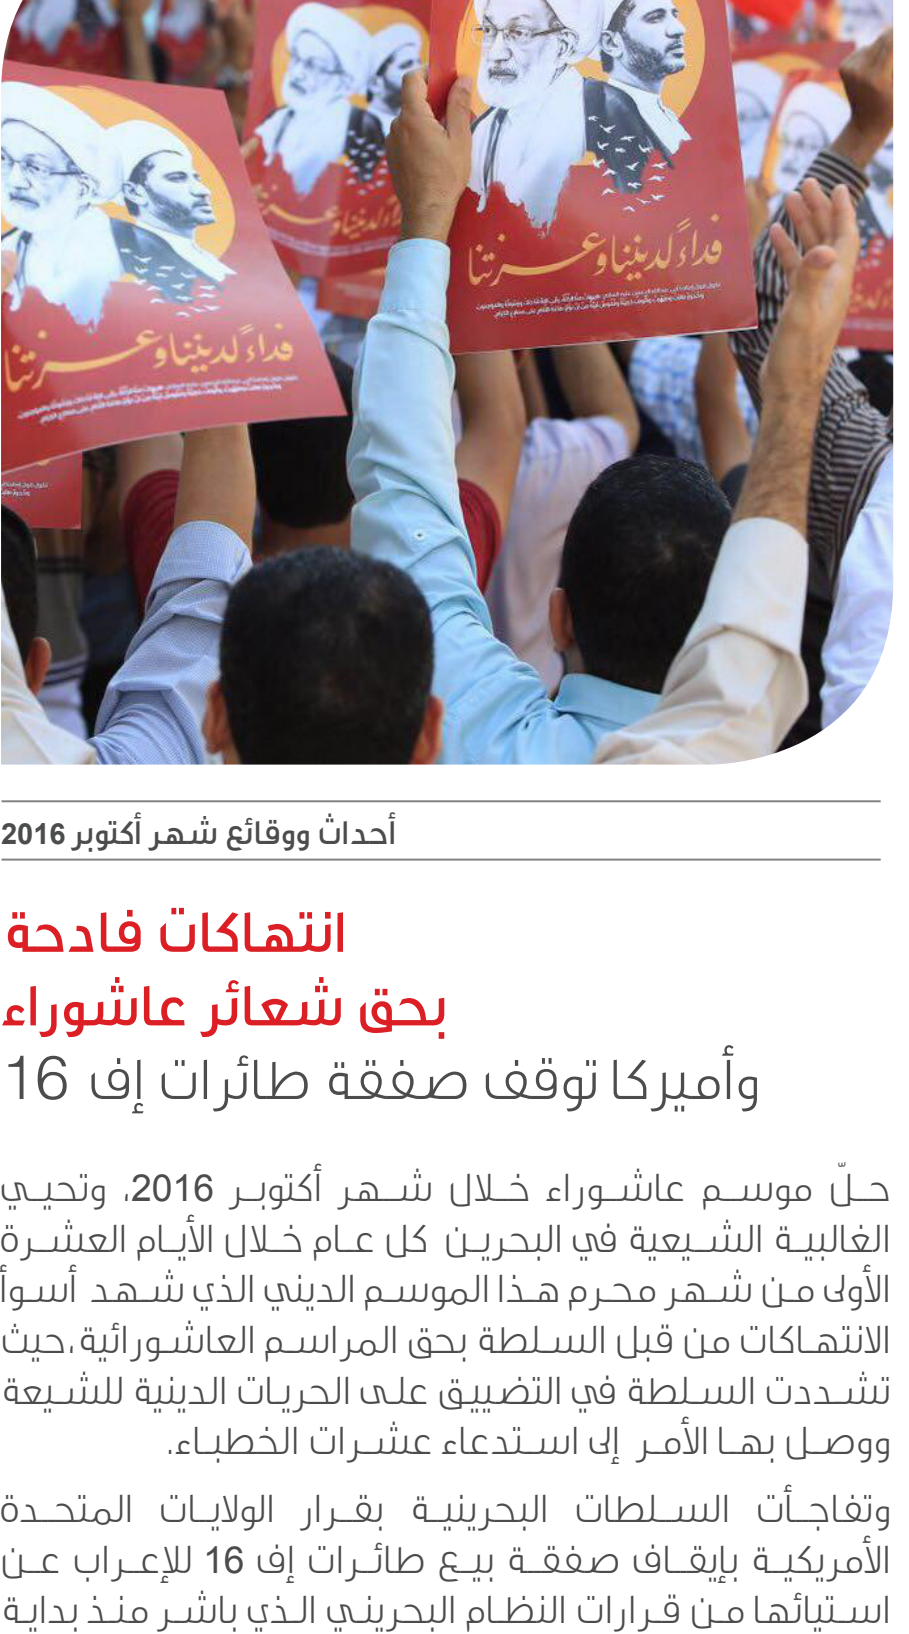 فداءً لديننا وعزتنا
فداءً لديننا وعزتنا
فداءً لديننا وعزتنا
أحداث ووقائع شهر أكتوبر 2016
انتهاكات فادحة
بحق شعائر عاشوراء
وأميركا توقف صفقة طائرات إف 16
حلّ موسم عاشوراء خلال شهر أكتوبر 2016، وتحيي
الغالبية الشيعية في البحرين كل عام خلال الأيام العشرة
الأولى من شهر محرم هذا الموسم الديني الذي شهد أسوأ
الانتهاكات من قبل السلطة بحق المراسم العاشورائية،حيث
تشددت السلطة في التضييق على الحريات الدينية للشيعة
ووصل بها الأمر إلى استدعاء عشرات الخطباء.
وتفاجأت السلطات البحرينية بقرار الولايات المتحدة
الأمريكية بإيقاف صفقة بيع طائرات إف 16 للإعراب عن
استيائها من قرارات النظام البحريني الذي باشر منذ بداية